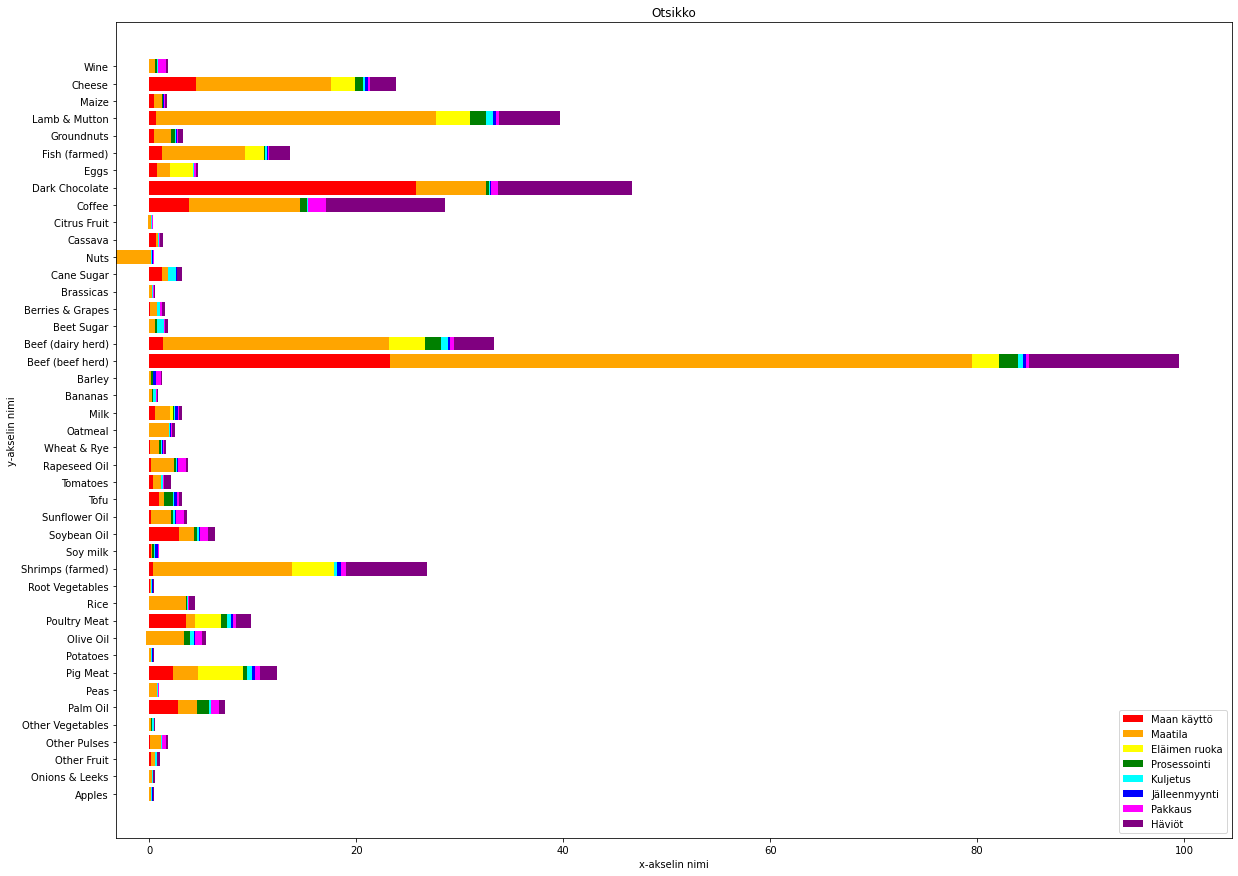 Otsikko
Wine
Cheese
Maize
Lamb & Mutton
Groundnuts
Fish (farmed)
Eggs
Dark Chocolate
Coffee
Citrus Fruit
Cassava
Nuts
Cane Sugar
Brassicas
Berries & Grapes
Beet Sugar
Beef (dairy herd)
Beef (beef herd)
Barley
Bananas
Milk
Oatmeal
Wheat & Rye
Rapeseed Oil
Tomatoes
Tofu
Sunflower Oil
Soybean Oil
Soy milk
Shrimps (farmed)
Root Vegetables
Rice
Poultry Meat
Olive Oil
Potatoes
Pig Meat
Peas
Palm Oil
Other Vegetables
Other Pulses
Other Fruit
Onions & Leeks
Apples
y-akselin nimi
Maan käyttö
Maatila
Eläimen ruoka
Prosessointi
Kuljetus
Jälleenmyynti
Pakkaus
Häviöt
0 20 40 60 80 100
x-akselin nimi